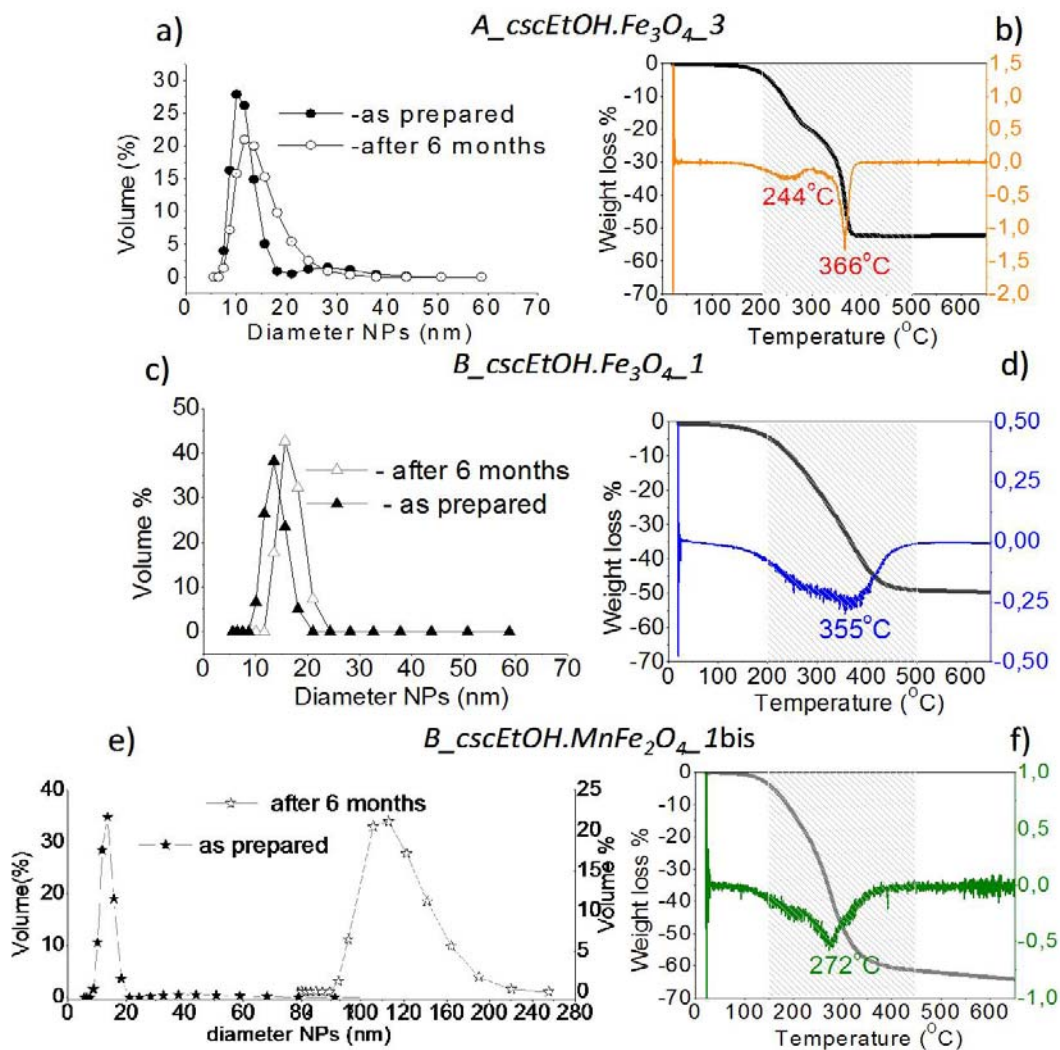 a) A_cscEtOH.Fe₃O₄_3 b)
30
25
20
15
10
5
0
Volume (%)
-as prepared
-after 6 months
0 10 20 30 40 50 60 70
Diameter NPs (nm)
0
-10
-20
-30
-40
-50
-60
-70
Weight loss %
244°C
366°C
1,5
1,0
0,5
0,0
-0,5
-1,0
-1,5
-2,0
0 100 200 300 400 500 600
Temperature (°C)
c) B_cscEtOH.Fe₃O₄_1 d)
50
40
30
20
10
0
Volume %
- after 6 months
- as prepared
0 10 20 30 40 50 60 70
Diameter NPs (nm)
0
-10
-20
-30
-40
-50
-60
-70
Weight loss %
355°C
0,50
0,25
0,00
-0,25
-0,50
0 100 200 300 400 500 600
Temperature (°C)
e) B_cscEtOH.MnFe₂O₄_1bis f)
40
30
20
10
0
Volume(%)
after 6 months
as prepared
25
20
15
10
5
0
Volume %
0 20 40 60 100 120 160 200 240 280
diameter NPs (nm)
0
-10
-20
-30
-40
-50
-60
-70
Weight loss %
272°C
1,0
0,5
0,0
-0,5
-1,0
0 100 200 300 400 500 600
Temperature (°C)